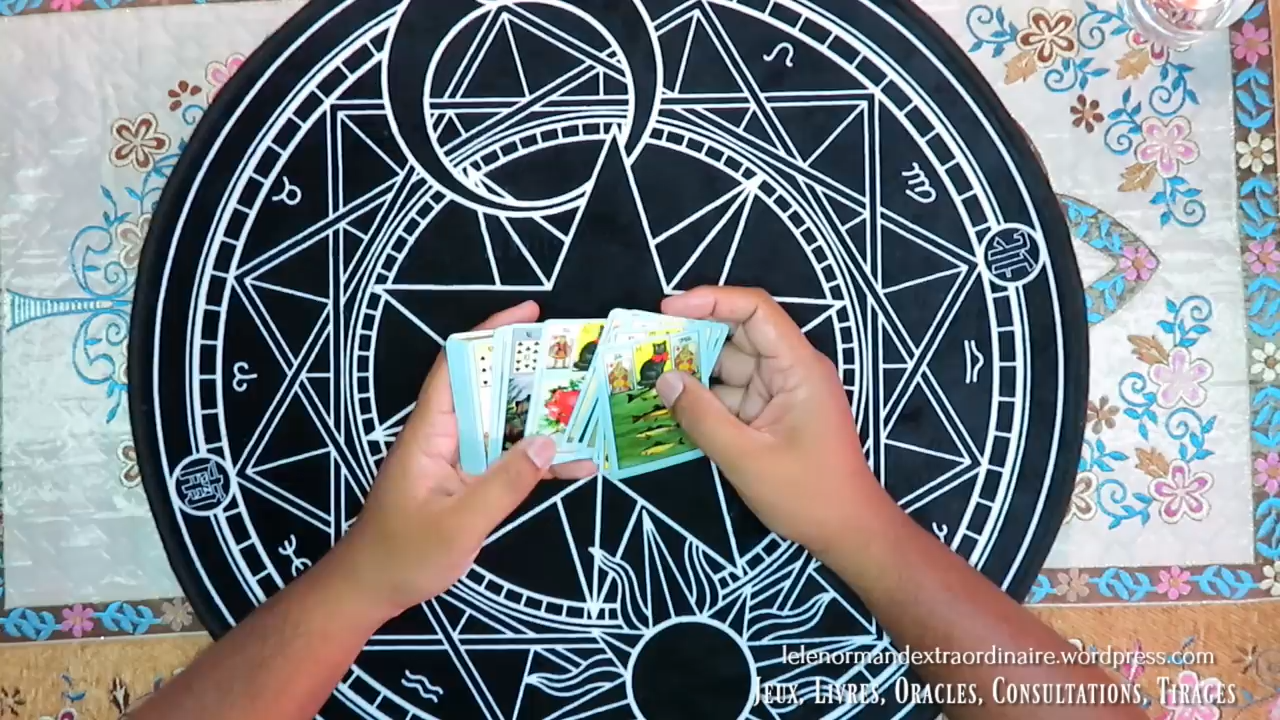 lelenormandextraordinaire.wordpress.com
Jeux, Livres, Oracles, Consultations, Tirages